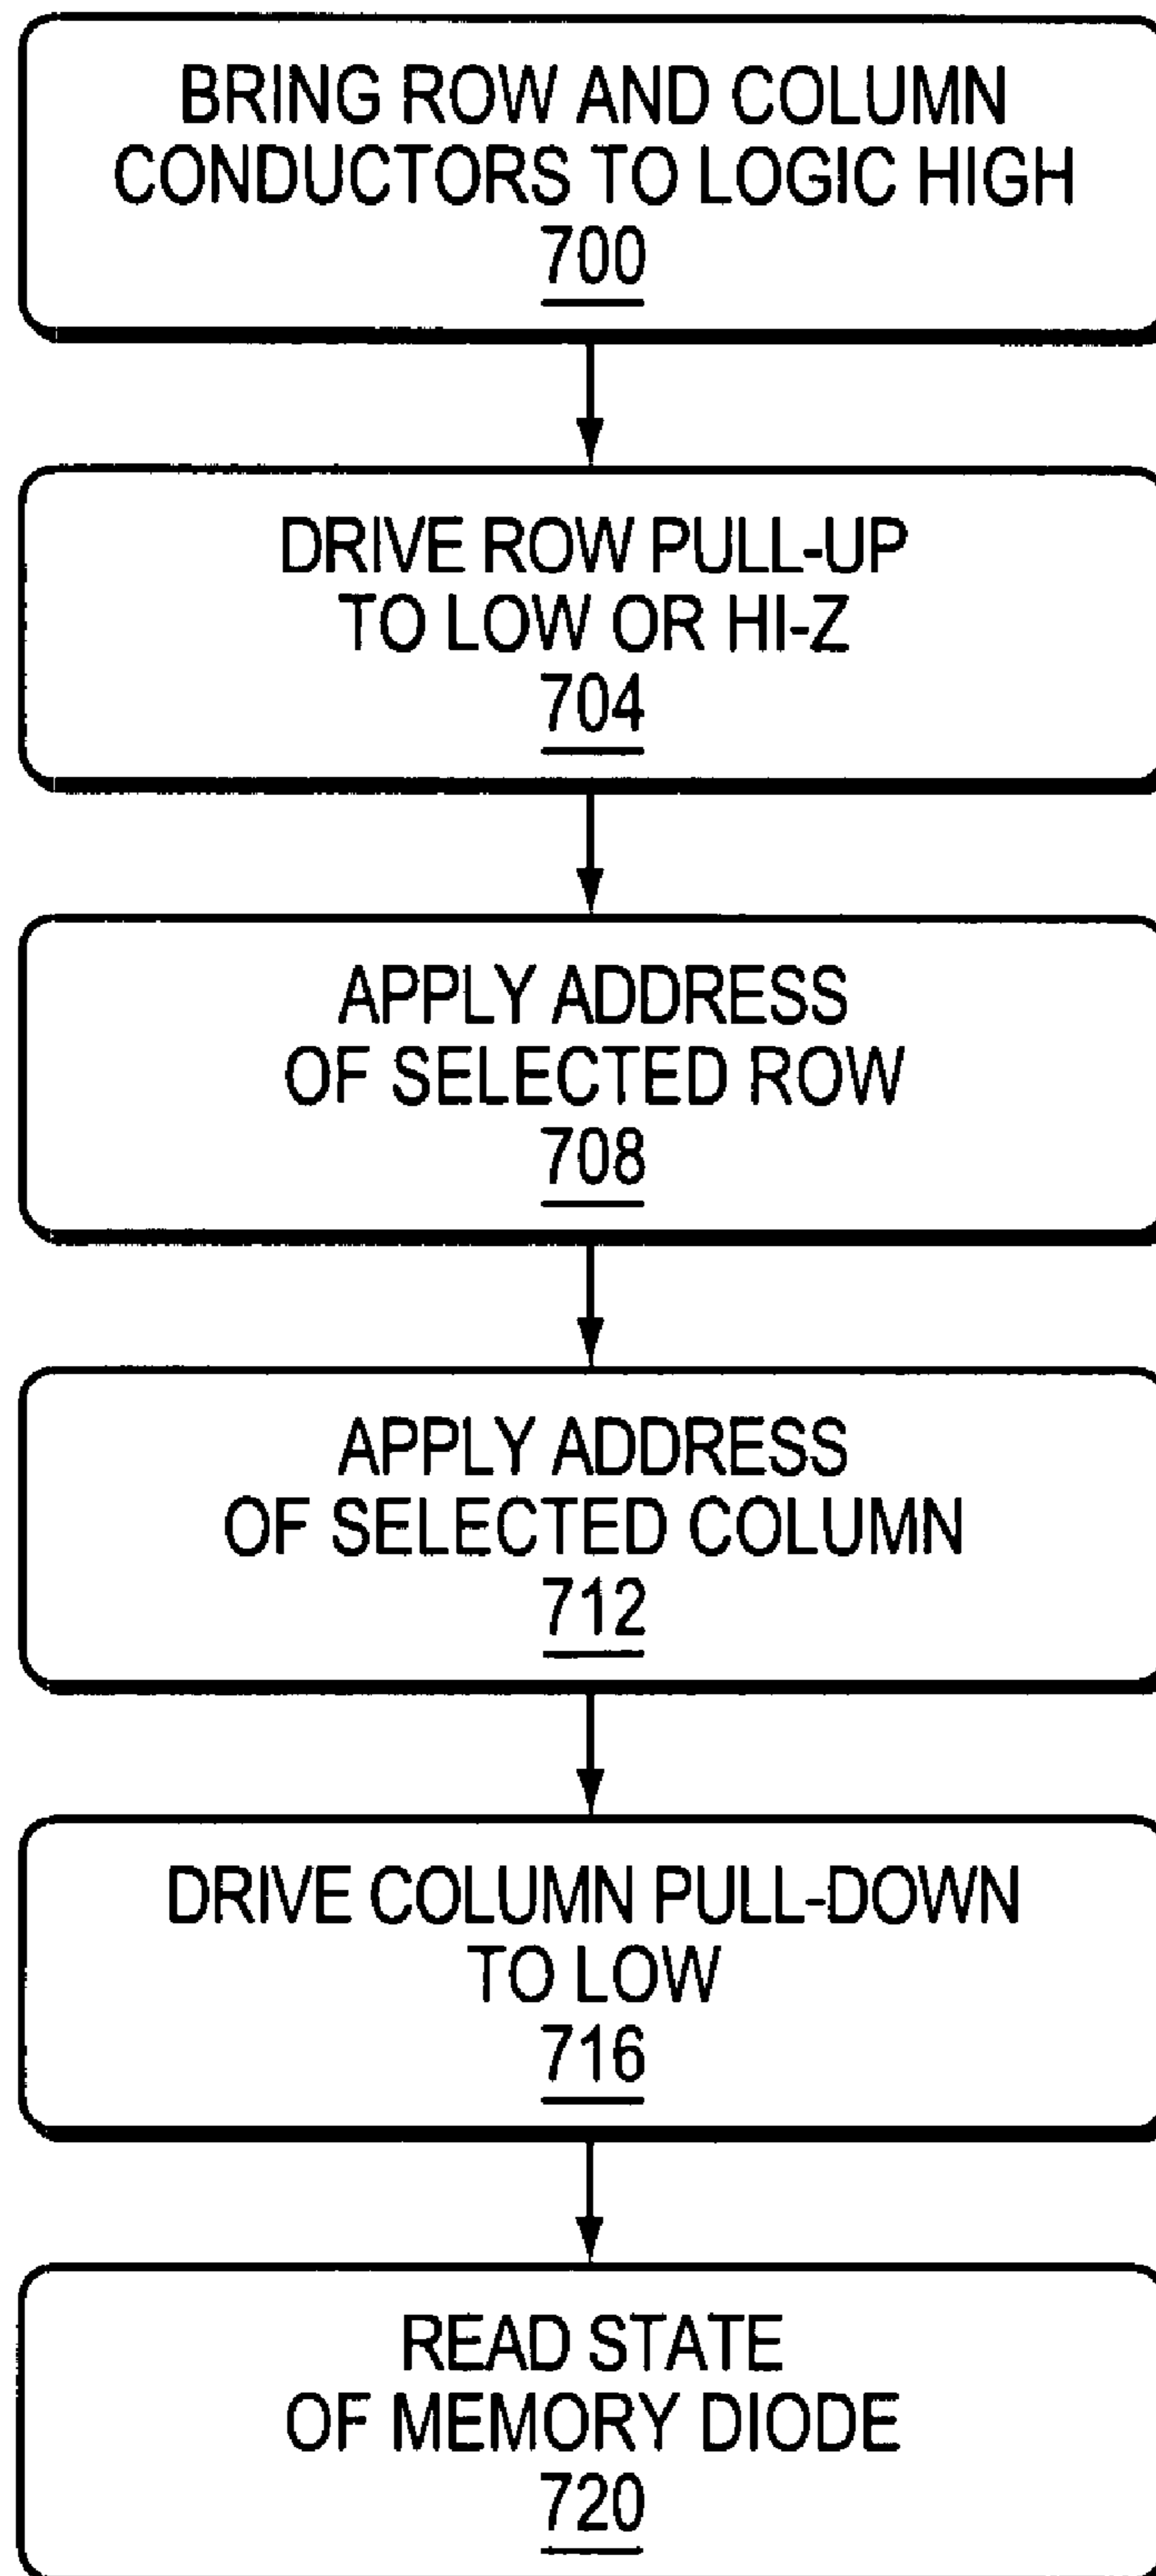 BRING ROW AND COLUMN
CONDUCTORS TO LOGIC HIGH
700
DRIVE ROW PULL-UP
TO LOW OR HI-Z
704
APPLY ADDRESS
OF SELECTED ROW
708
APPLY ADDRESS
OF SELECTED COLUMN
712
DRIVE COLUMN PULL-DOWN
TO LOW
716
READ STATE
OF MEMORY DIODE
720